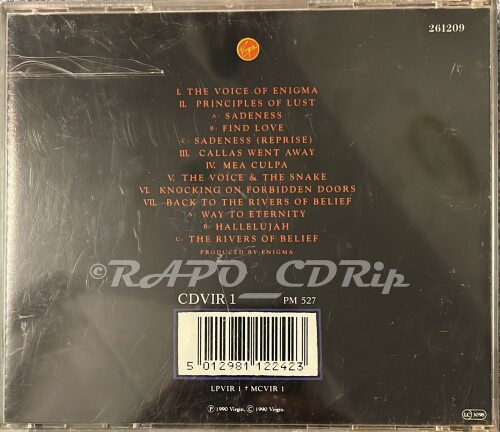 261209
Virgin
I. THE VOICE OF ENIGMA
II. PRINCIPLES OF LUST
A: SADENESS
B: FIND LOVE
C: SADENESS (REPRISE)
III. CALLAS WENT AWAY
IV. MEA CULPA
V. THE VOICE & THE SNAKE
VI. KNOCKING ON FORBIDDEN DOORS
VII. BACK TO THE RIVERS OF BELIEF
A: WAY TO ETERNITY
B: HALLELUJAH
C: THE RIVERS OF BELIEF
PRODUCED BY ENIGMA
©RAPO_CDRip
CDVIR 1 PM 527
5 012981 122423
LPVIR 1 † MCVIR 1
℗ 1990 Virgin. © 1990 Virgin.
LC 3098